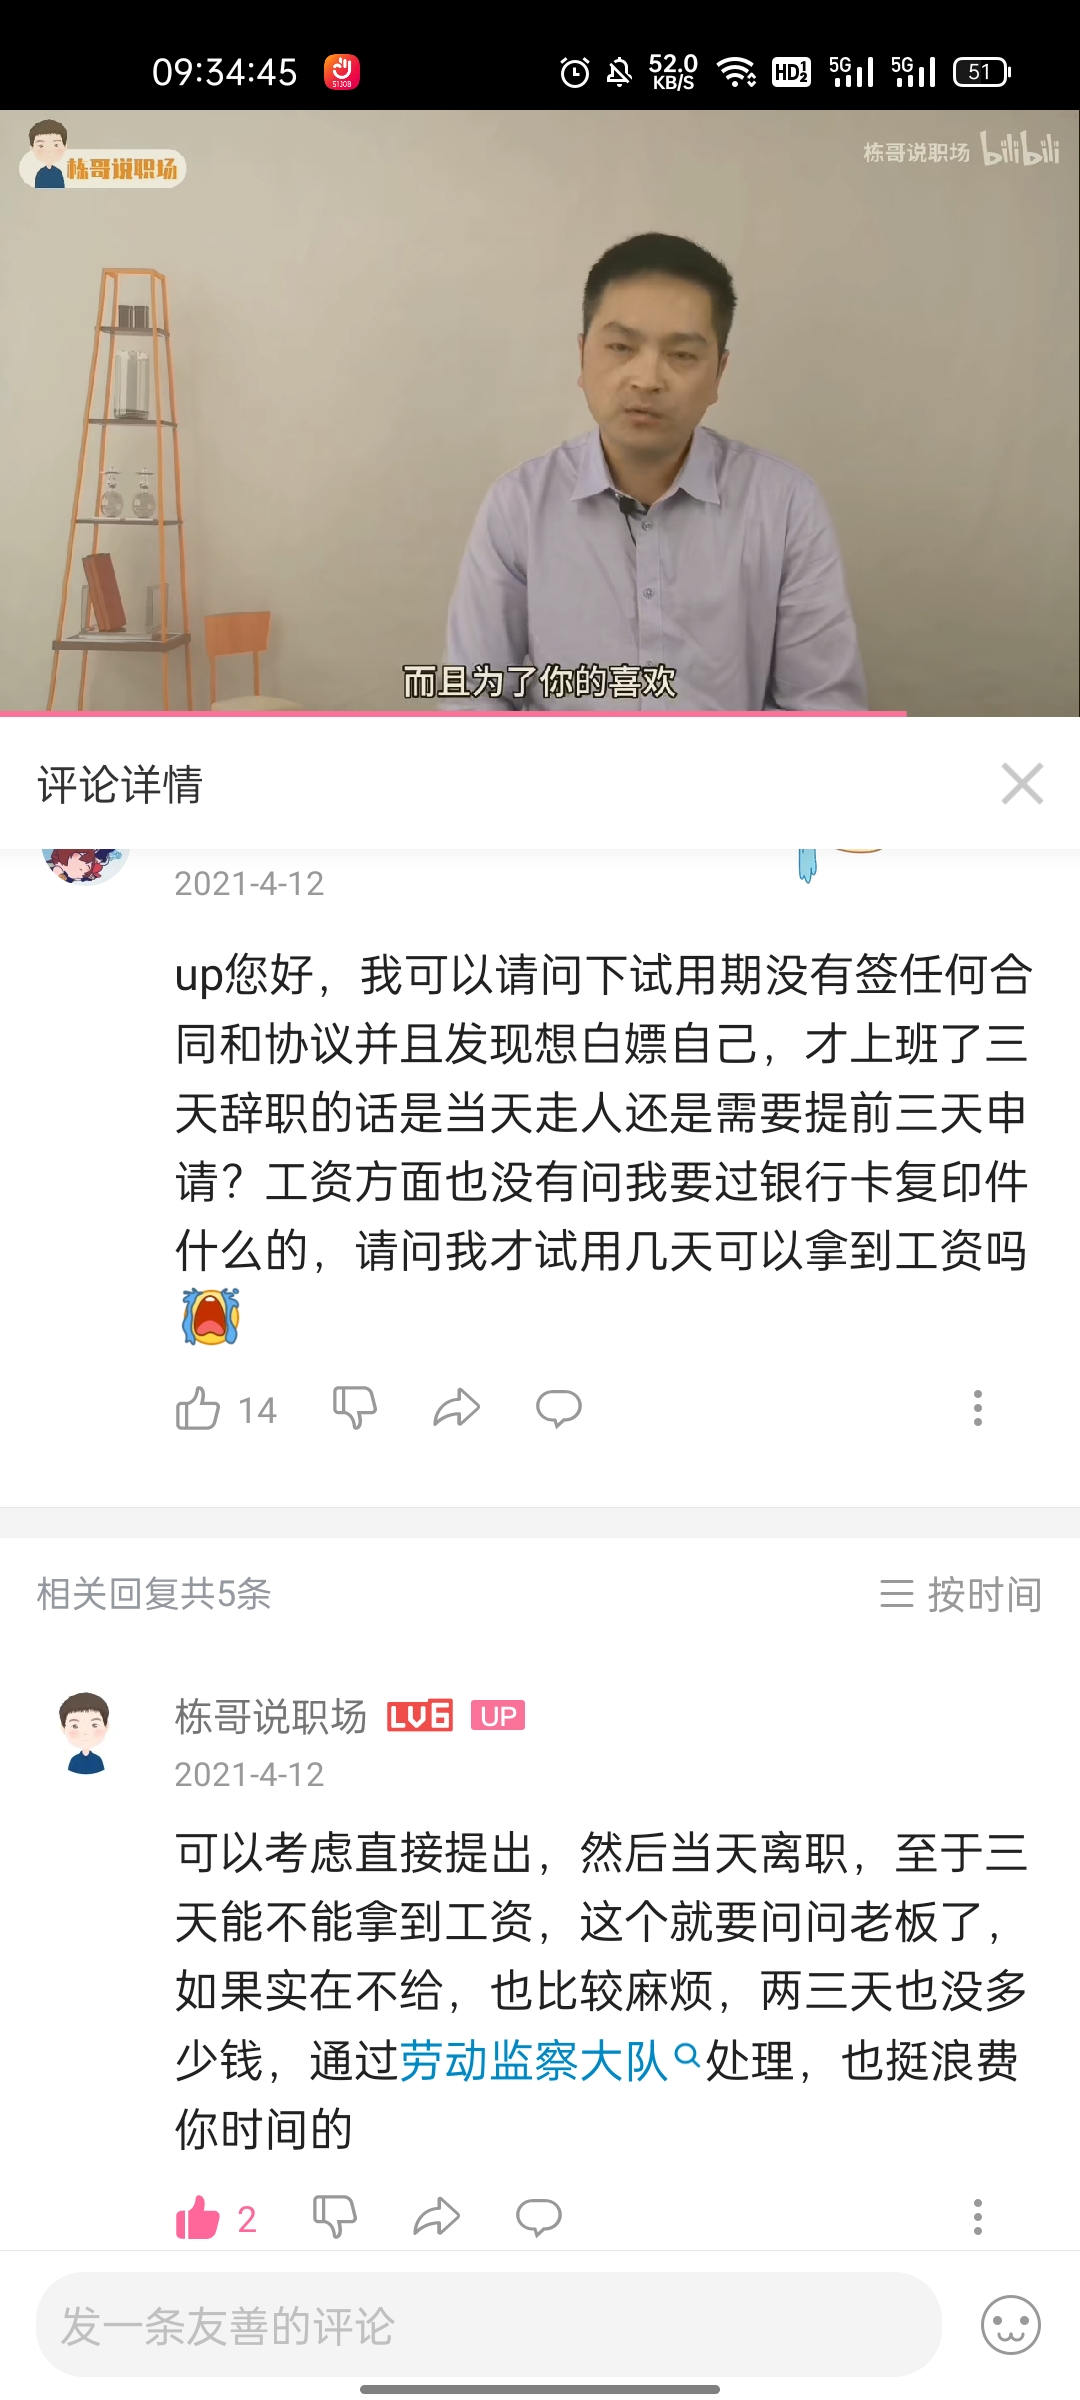 09:34:45
51JOB
52.0
KB/S
HD1 2
5G
5G
51
栋哥说职场
栋哥说职场 bilibili
而且为了你的喜欢
评论详情
2021-4-12
up您好，我可以请问下试用期没有签任何合
同和协议并且发现想白嫖自己，才上班了三
天辞职的话是当天走人还是需要提前三天申
请？工资方面也没有问我要过银行卡复印件
什么的，请问我才试用几天可以拿到工资吗
14
相关回复共5条
按时间
栋哥说职场 LV6 UP
2021-4-12
可以考虑直接提出，然后当天离职，至于三
天能不能拿到工资，这个就要问问老板了，
如果实在不给，也比较麻烦，两三天也没多
少钱，通过劳动监察大队处理，也挺浪费
你时间的
2
发一条友善的评论